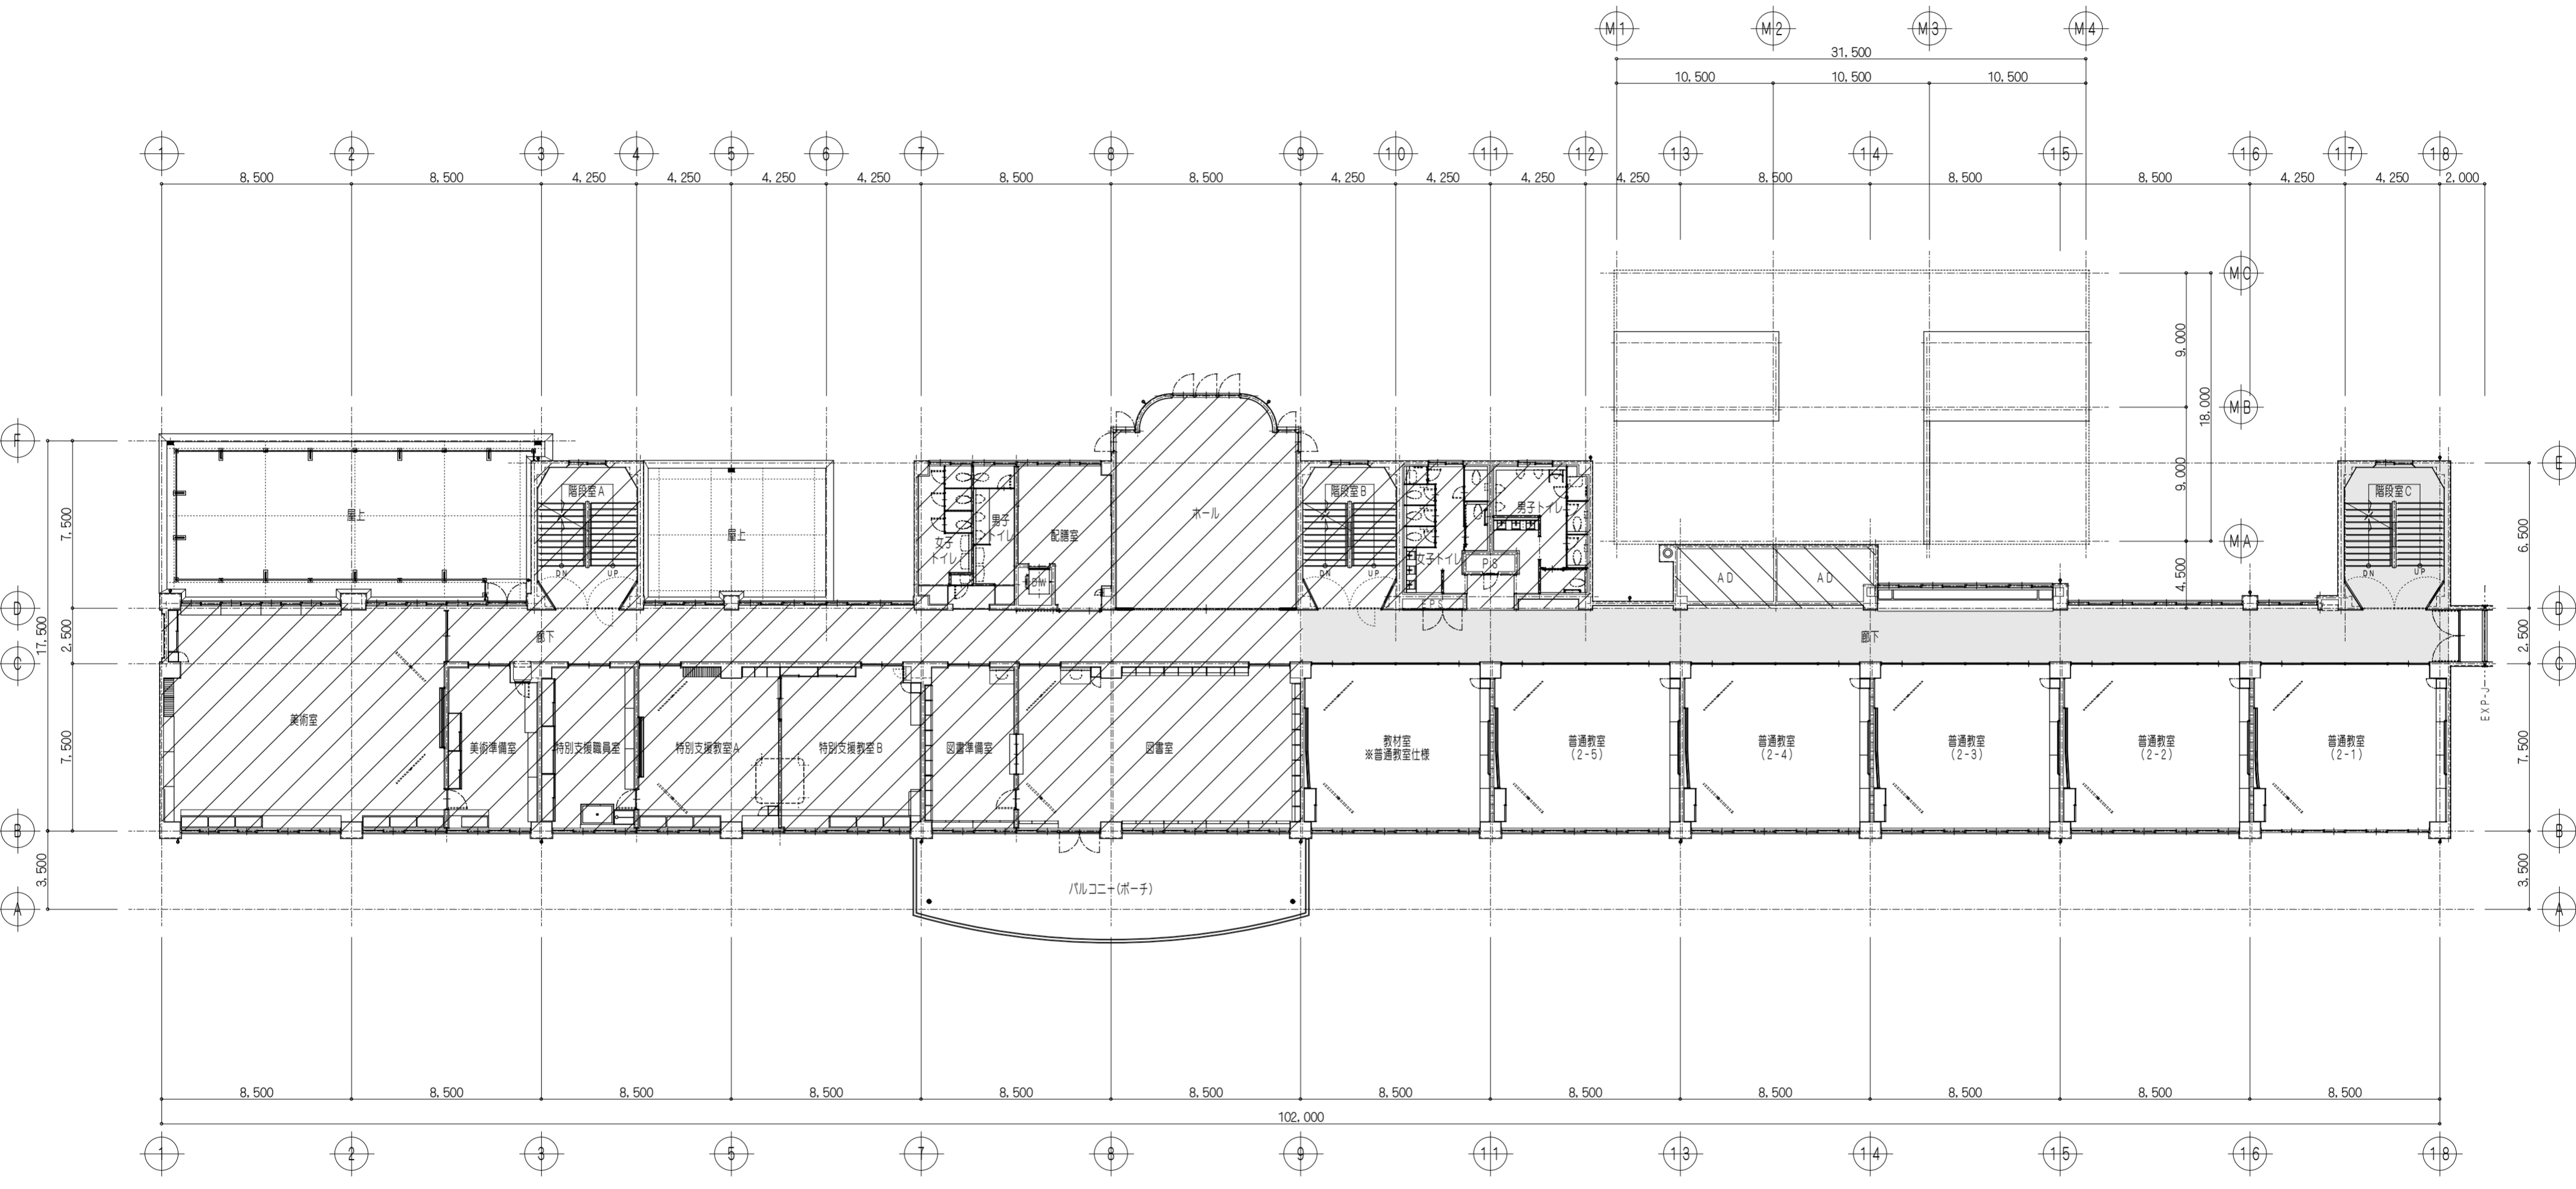 M1 M2 M3 M4
31,500
10,500 10,500 10,500
1 2 3 4 5 6 7 8 9 10 11 12 13 14 15 16 17 18
8,500 8,500 4,250 4,250 4,250 4,250 8,500 8,500 4,250 4,250 4,250 4,250 8,500 8,500 8,500 4,250 4,250 2,000
MC
9,000
18,000
MB
9,000
MA
4,500
F
E
7,500
6,500
屋上
階段室A
DN UP
屋上
女子
トイレ
男子
トイレ
配膳室
DW
ホール
階段室B
DN UP
女子トイレ
男子トイレ
PS
EPS
AD
AD
階段室C
DN UP
D
D
17,500
2,500
2,500
廊下
廊下
C
C
EXP-J
7,500
7,500
美術室
美術準備室
特別支援職員室
特別支援教室A
特別支援教室B
図書準備室
図書室
教材室
※普通教室仕様
普通教室
(2-5)
普通教室
(2-4)
普通教室
(2-3)
普通教室
(2-2)
普通教室
(2-1)
B
B
3,500
3,500
バルコニー(ポーチ)
A
A
8,500 8,500 8,500 8,500 8,500 8,500 8,500 8,500 8,500 8,500 8,500 8,500
102,000
1 2 3 5 7 8 9 11 13 14 15 16 18